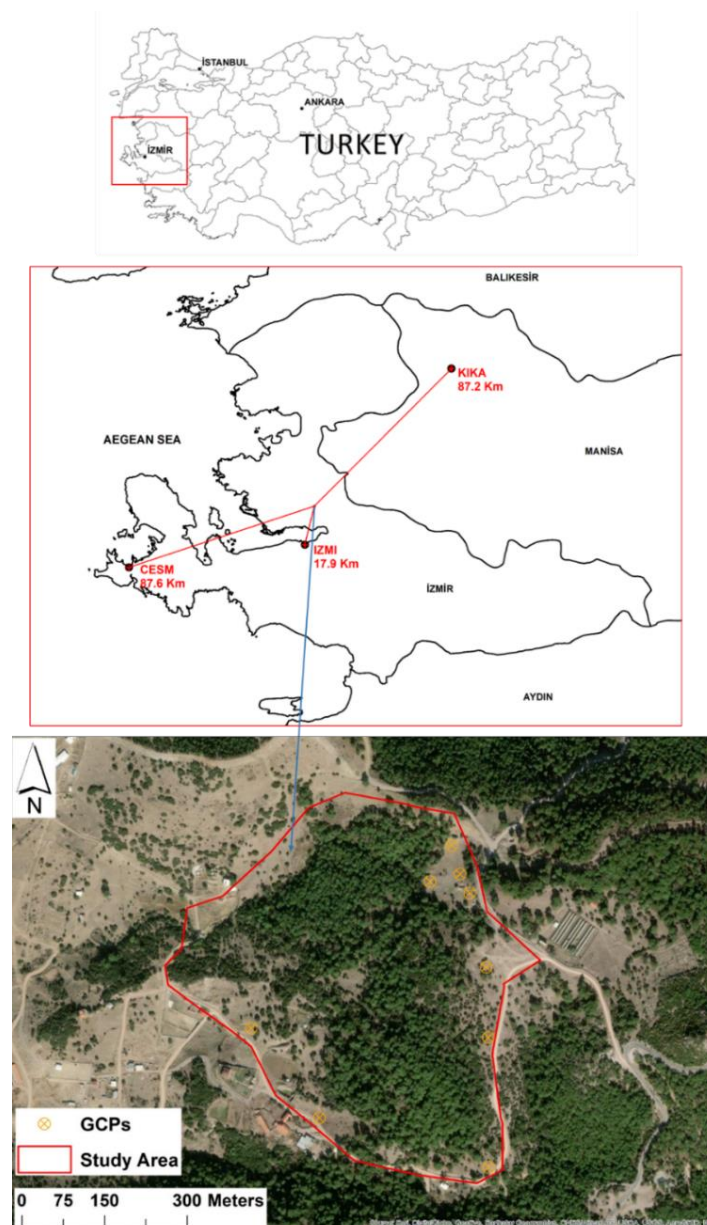 İSTANBUL
ANKARA
TURKEY
İZMİR
BALIKESİR
KIKA
87.2 Km
AEGEAN SEA
MANİSA
IZMI
17.9 Km
CESM
87.6 Km
İZMİR
AYDIN
N
GCPs
Study Area
0 75 150 300 Meters